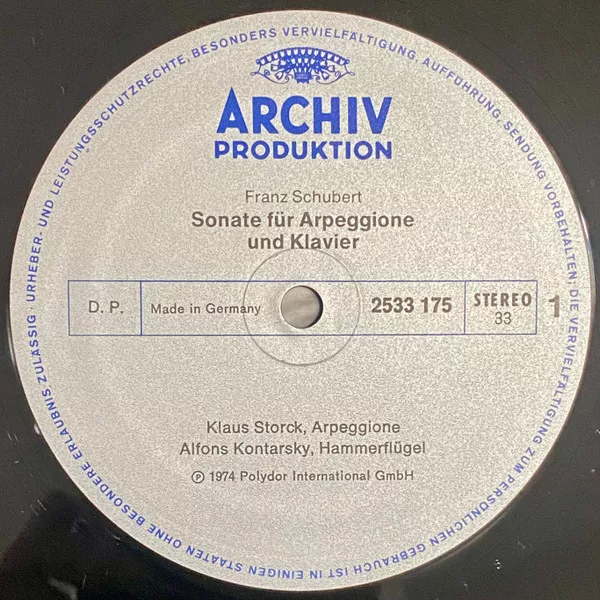 URHEBER- UND LEISTUNGSSCHUTZRECHTE, BESONDERS VERVIELFÄLTIGUNG, AUFFÜHRUNG, SENDUNG VORBEHALTEN; DIE VERVIELFÄLTIGUNG ZUM PERSÖNLICHEN GEBRAUCH IST IN EINIGEN STAATEN OHNE BESONDERE ERLAUBNIS ZULÄSSIG ·
ARCHIV
PRODUKTION
Franz Schubert
Sonate für Arpeggione
und Klavier
D. P.
Made in Germany
2533 175
STEREO
33
1
Klaus Storck, Arpeggione
Alfons Kontarsky, Hammerflügel
℗ 1974 Polydor International GmbH